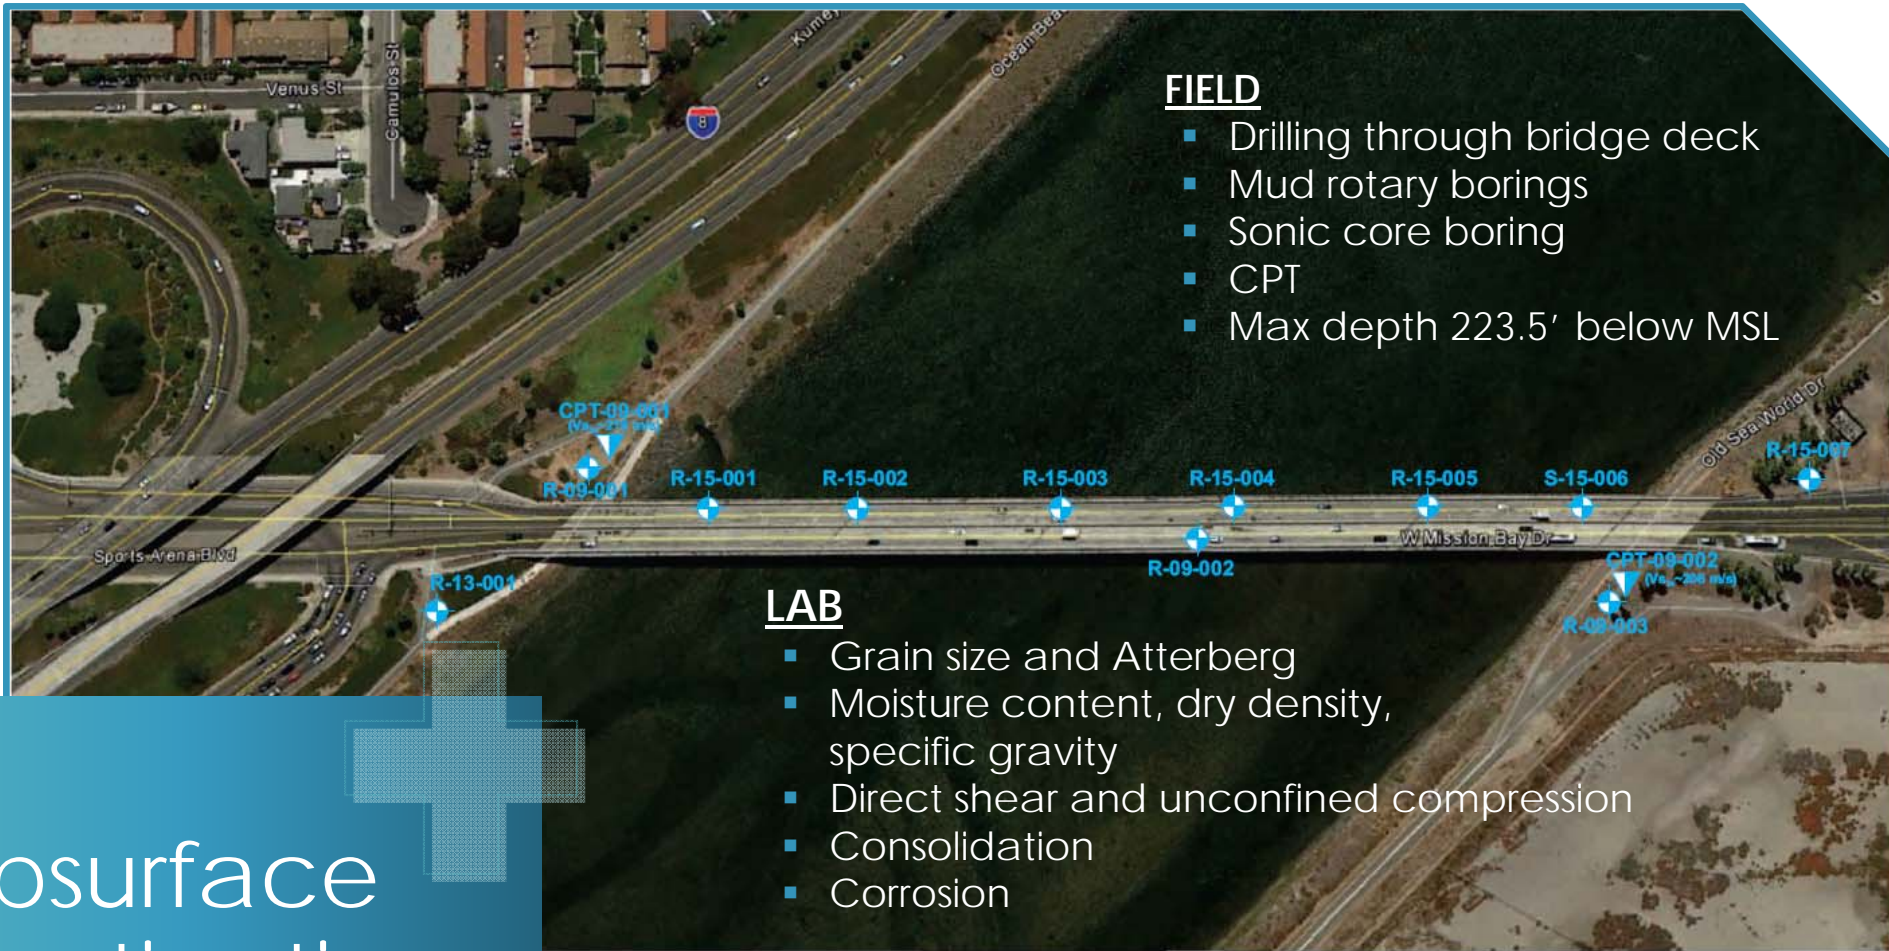 Venus St
Camulos St
8
FIELD
▪ Drilling through bridge deck
▪ Mud rotary borings
▪ Sonic core boring
▪ CPT
▪ Max depth 223.5’ below MSL
Old Sea World Dr
CPT-09-001
R-09-001
R-15-001
R-15-002
R-15-003
R-15-004
R-15-005
S-15-006
R-15-007
Sports Arena Blvd
W Mission Bay Dr
R-09-002
CPT-09-002
R-09-003
R-13-001
LAB
▪ Grain size and Atterberg
▪ Moisture content, dry density,
specific gravity
▪ Direct shear and unconfined compression
▪ Consolidation
▪ Corrosion
osurface